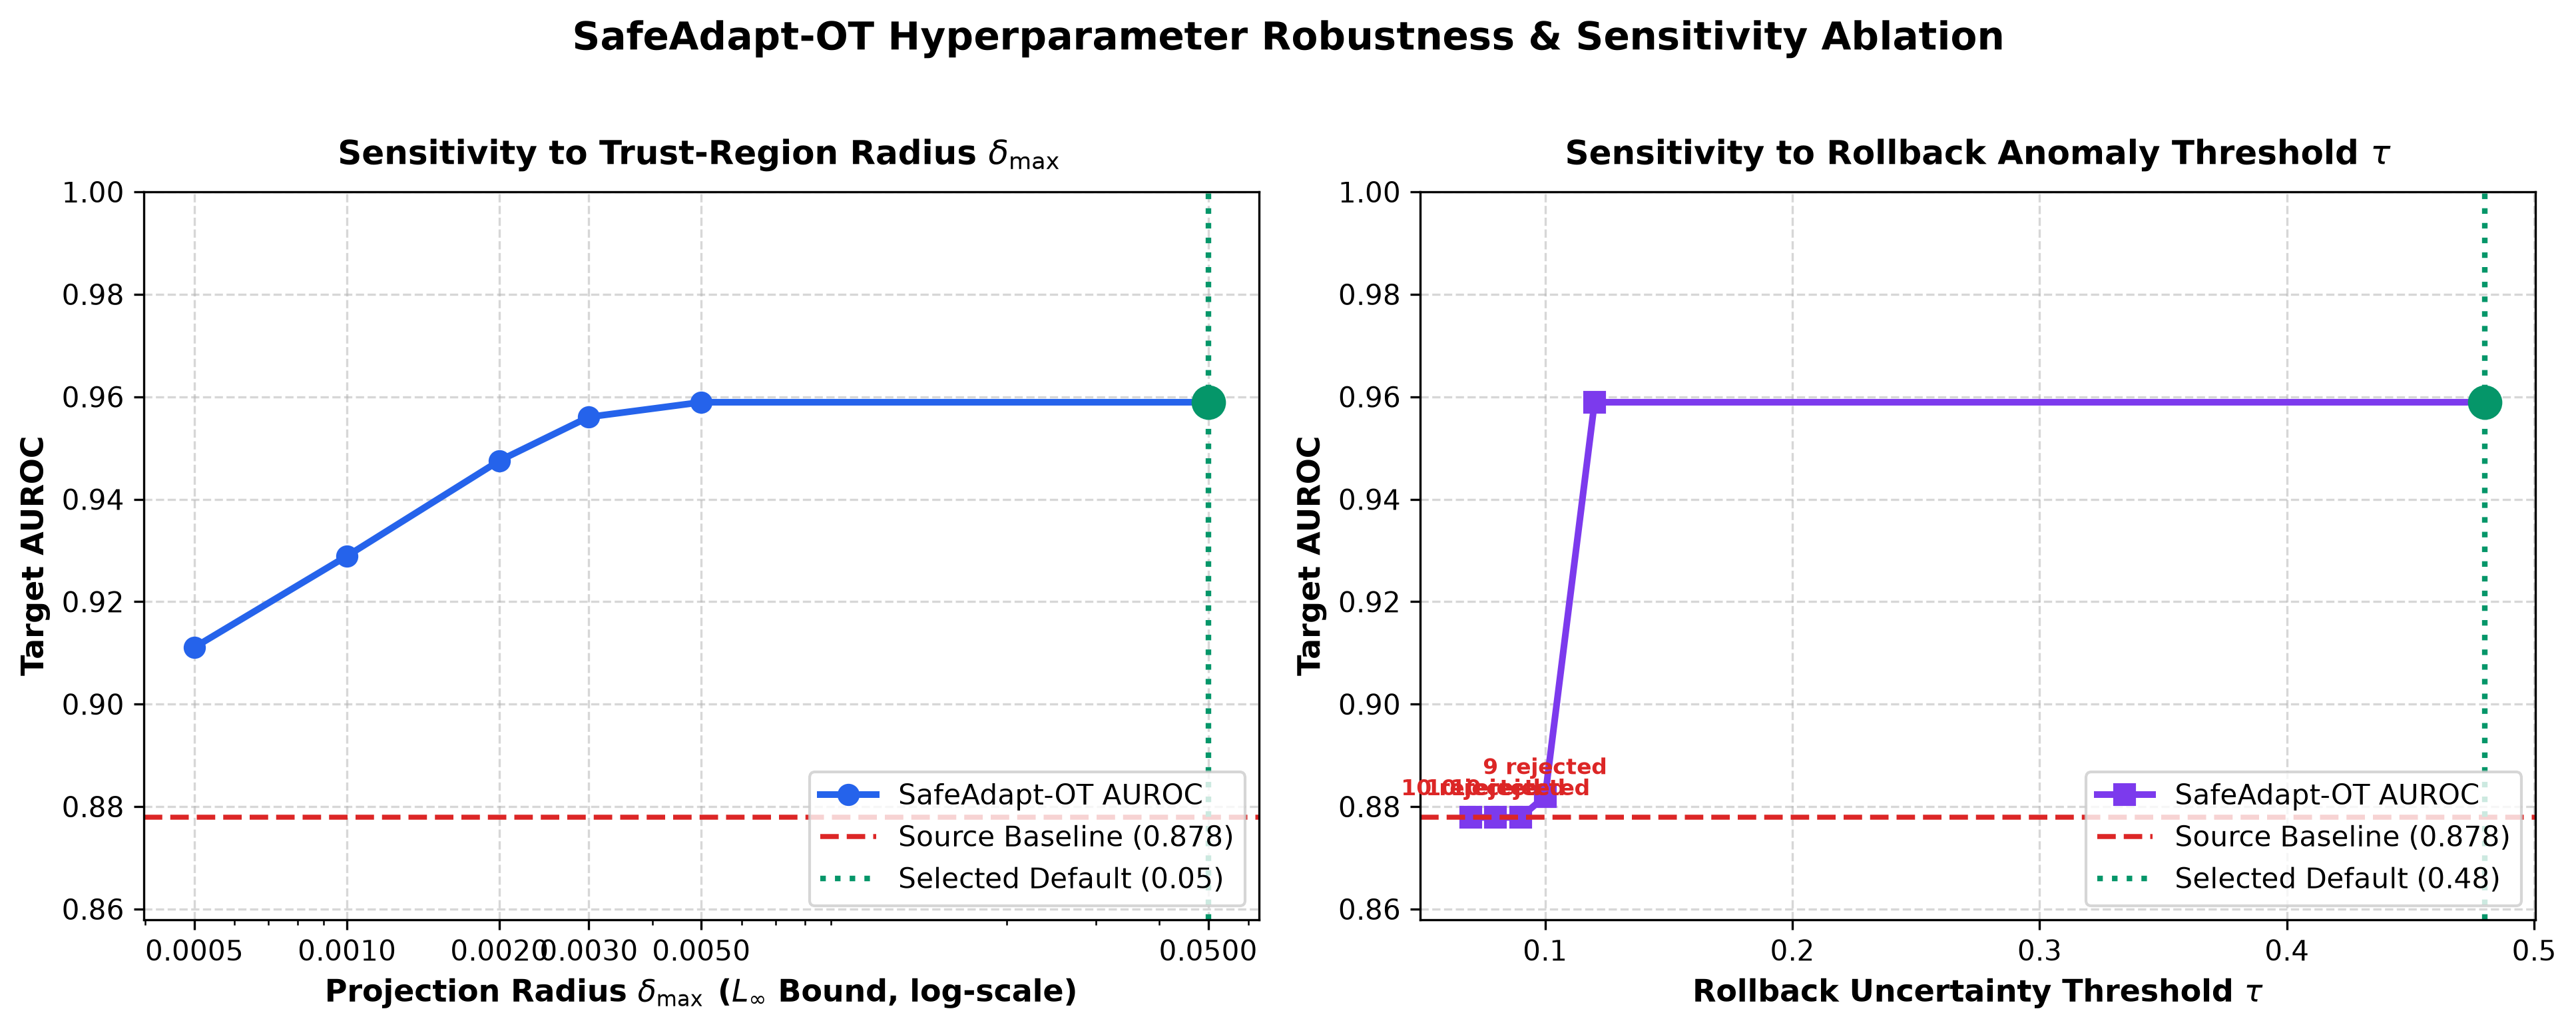 SafeAdapt-OT Hyperparameter Robustness & Sensitivity Ablation
Sensitivity to Trust-Region Radius δmax
1.00
0.98
0.96
0.94
0.92
0.90
0.88
0.86
Target AUROC
SafeAdapt-OT AUROC
Source Baseline (0.878)
Selected Default (0.05)
0.0005
0.0010
0.0020
0.0030
0.0050
0.0500
Projection Radius δmax (L∞ Bound, log-scale)
Sensitivity to Rollback Anomaly Threshold τ
1.00
0.98
0.96
0.94
0.92
0.90
0.88
0.86
Target AUROC
9 rejected
SafeAdapt-OT AUROC
Source Baseline (0.878)
Selected Default (0.48)
0.1
0.2
0.3
0.4
0.5
Rollback Uncertainty Threshold τ